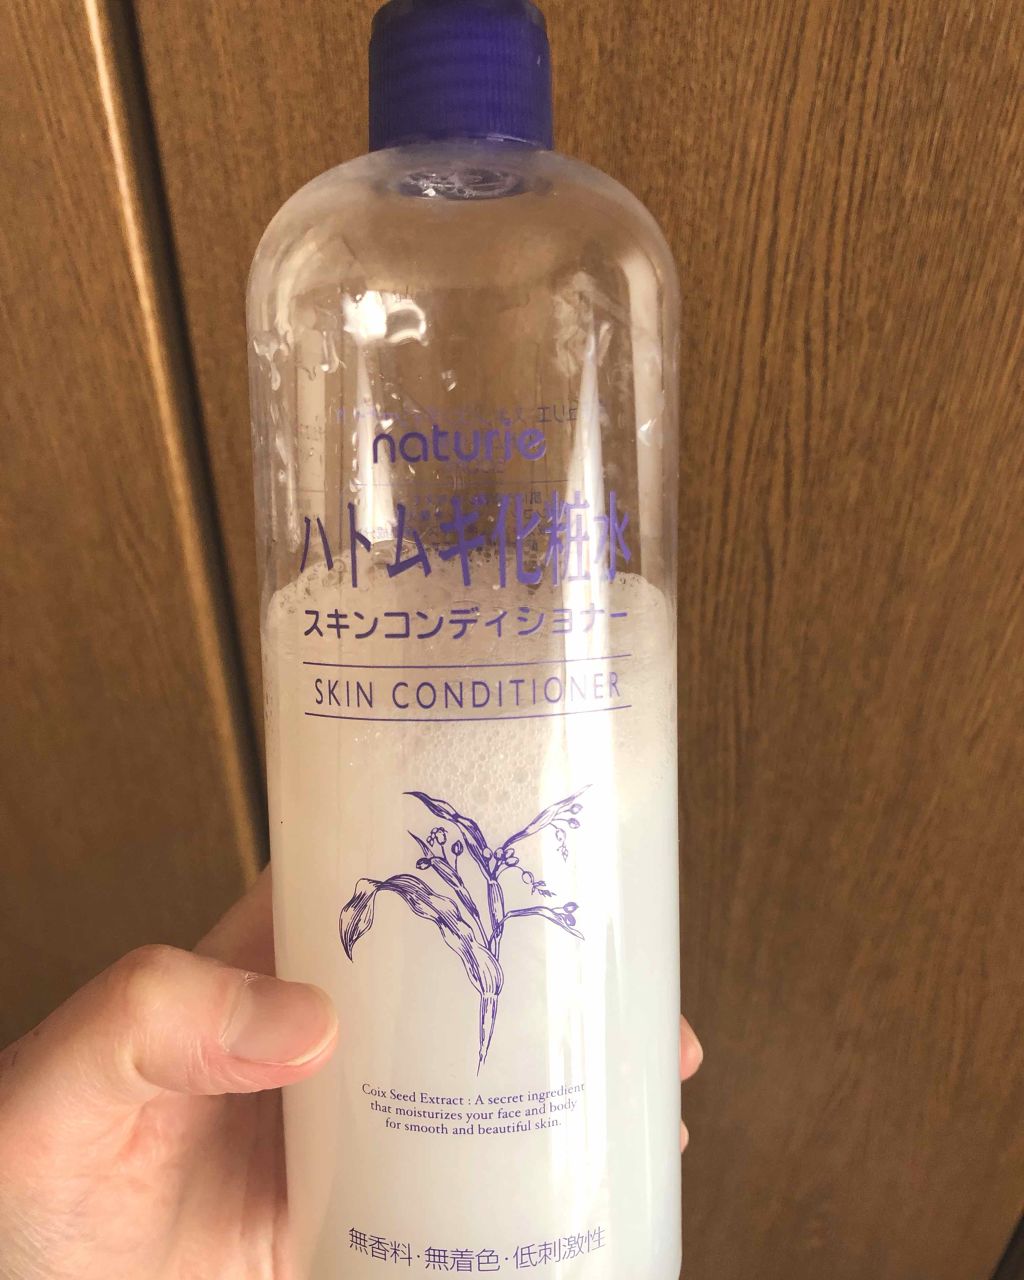 naturie
ハトムギ化粧水
スキンコンディショナー
SKIN CONDITIONER
Coix Seed Extract : A secret ingredient
that moisturizes your face and body
for smooth and beautiful skin.
無香料・無着色・低刺激性